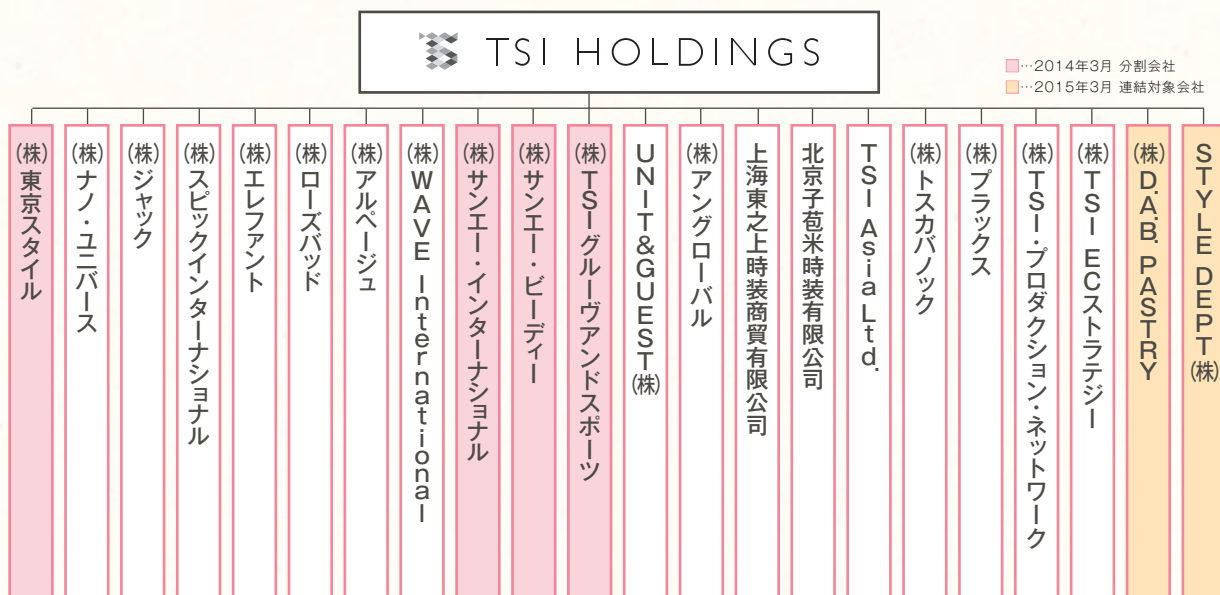 TSI HOLDINGS
…2014年3月 分割会社
…2015年3月 連結対象会社
(株)東京スタイル
(株)ナノ・ユニバース
(株)ジャック
(株)スピックインターナショナル
(株)エレファント
(株)ローズバッド
(株)アルページュ
(株)WAVE International
(株)サンエー・インターナショナル
(株)サンエー・ビーディー
(株)TSIグルーヴアンドスポーツ
UNIT&GUEST(株)
(株)アングローバル
上海東之上時装商貿有限公司
北京子苞米時装有限公司
TSI Asia Ltd.
(株)トスカバノック
(株)プラックス
(株)TSI・プロダクション・ネットワーク
(株)TSI ECストラテジー
(株)D.A.B. PASTRY
STYLE DEPT(株)